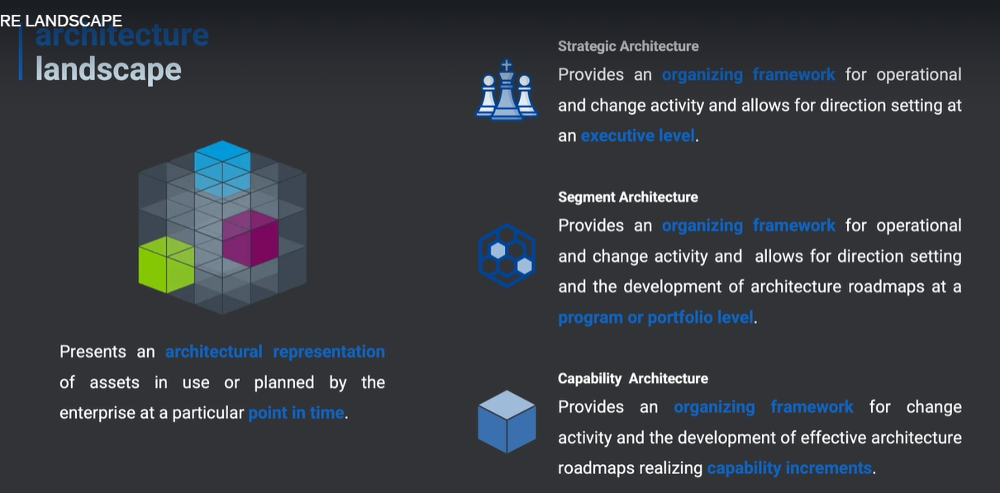 RE LANDSCAPE
architecture
landscape
Presents an architectural representation
of assets in use or planned by the
enterprise at a particular point in time.
Strategic Architecture
Provides an organizing framework for operational
and change activity and allows for direction setting at
an executive level.
Segment Architecture
Provides an organizing framework for operational
and change activity and allows for direction setting
and the development of architecture roadmaps at a
program or portfolio level.
Capability Architecture
Provides an organizing framework for change
activity and the development of effective architecture
roadmaps realizing capability increments.